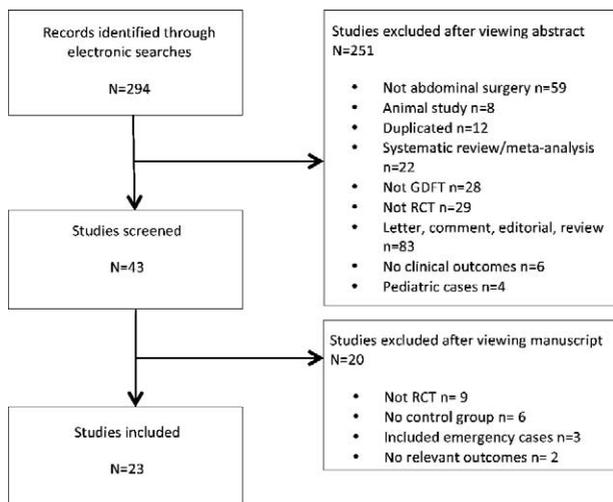 Records identified through
electronic searches
N=294
Studies excluded after viewing abstract
N=251
• Not abdominal surgery n=59
• Animal study n=8
• Duplicated n=12
• Systematic review/meta-analysis
n=22
• Not GDFT n=28
• Not RCT n=29
• Letter, comment, editorial, review
n=83
• No clinical outcomes n=6
• Pediatric cases n=4
Studies screened
N=43
Studies excluded after viewing manuscript
N=20
• Not RCT n= 9
• No control group n= 6
• Included emergency cases n=3
• No relevant outcomes n= 2
Studies included
N=23